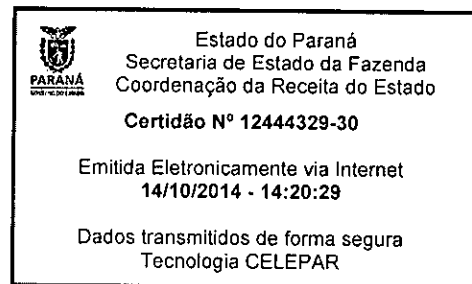 Estado do Paraná
Secretaria de Estado da Fazenda
Coordenação da Receita do Estado
PARANÁ
Certidão Nº 12444329-30
Emitida Eletronicamente via Internet
14/10/2014 - 14:20:29
Dados transmitidos de forma segura
Tecnologia CELEPAR